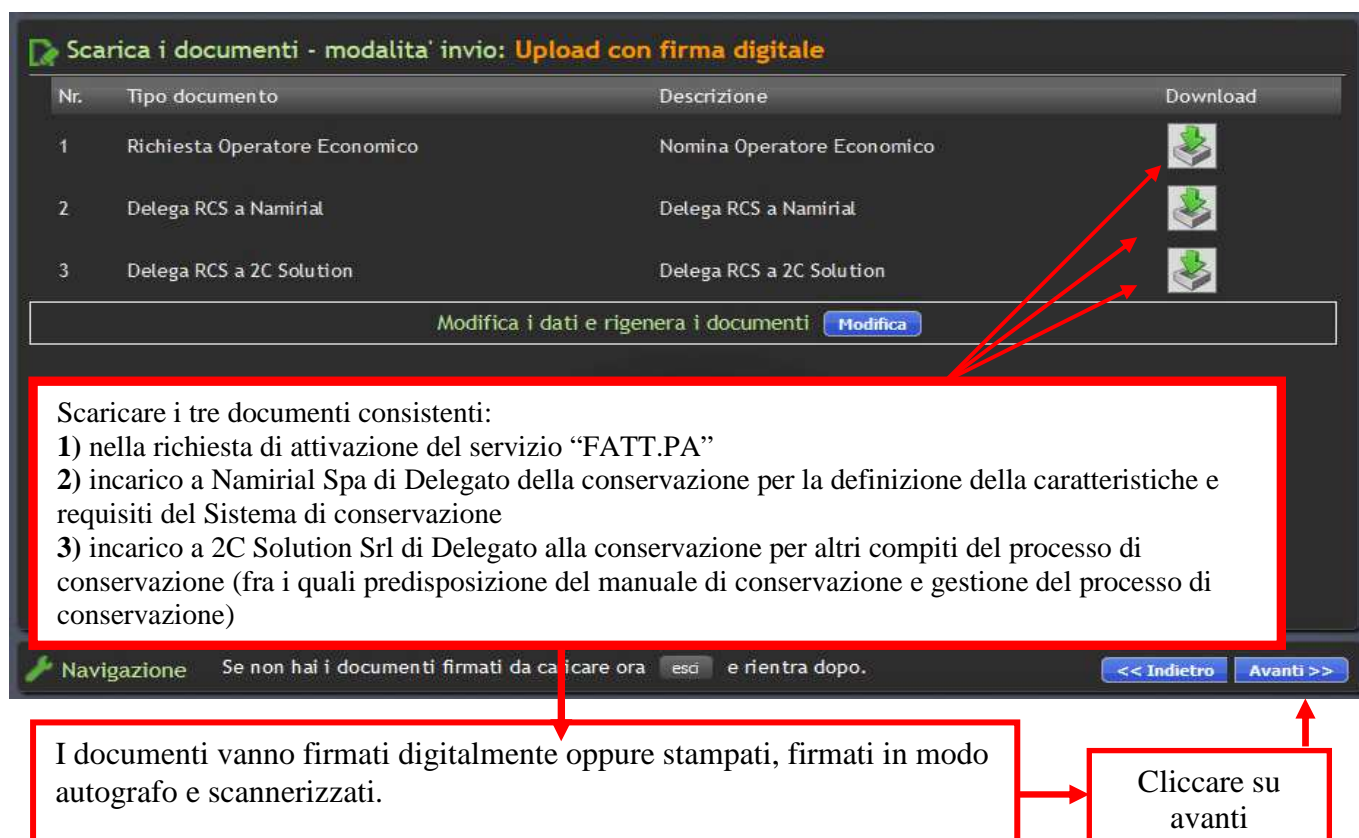 Scarica i documenti - modalita' invio: Upload con firma digitale
Nr. Tipo documento Descrizione Download
1 Richiesta Operatore Economico Nomina Operatore Economico
2 Delega RCS a Namirial Delega RCS a Namirial
3 Delega RCS a 2C Solution Delega RCS a 2C Solution
Modifica i dati e rigenera i documenti Modifica
Scaricare i tre documenti consistenti:
1) nella richiesta di attivazione del servizio “FATT.PA”
2) incarico a Namirial Spa di Delegato della conservazione per la definizione della caratteristiche e
requisiti del Sistema di conservazione
3) incarico a 2C Solution Srl di Delegato alla conservazione per altri compiti del processo di
conservazione (fra i quali predisposizione del manuale di conservazione e gestione del processo di
conservazione)
Navigazione Se non hai i documenti firmati da caricare ora esci e rientra dopo. << Indietro Avanti >>
I documenti vanno firmati digitalmente oppure stampati, firmati in modo
autografo e scannerizzati.
Cliccare su
avanti